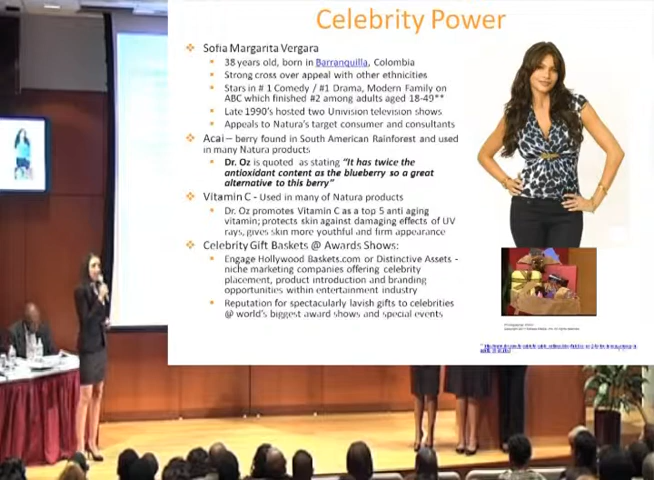 Celebrity Power
Sofia Margarita Vergara
38 years old, born in Barranquilla, Colombia
Strong cross over appeal with other ethnicities
Stars in # 1 Comedy / #1 Drama, Modern Family on
ABC which finished #2 among adults aged 18-49**
Late 1990's hosted two Univision television shows
Appeals to Natura's target consumer and consultants
Acai – berry found in South American Rainforest and used
in many Natura products
Dr. Oz is quoted as stating "It has twice the
antioxidant content as the blueberry so a great
alternative to this berry"
Vitamin C - Used in many of Natura products
Dr. Oz promotes Vitamin C as a top 5 anti aging
vitamin; protects skin against damaging effects of UV
rays, gives skin more youthful and firm appearance
Celebrity Gift Baskets @ Awards Shows:
Engage Hollywood Baskets.com or Distinctive Assets -
niche marketing companies offering celebrity
placement, product introduction and branding
opportunities within entertainment industry
Reputation for spectacularly lavish gifts to celebrities
@ world's biggest award shows and special events